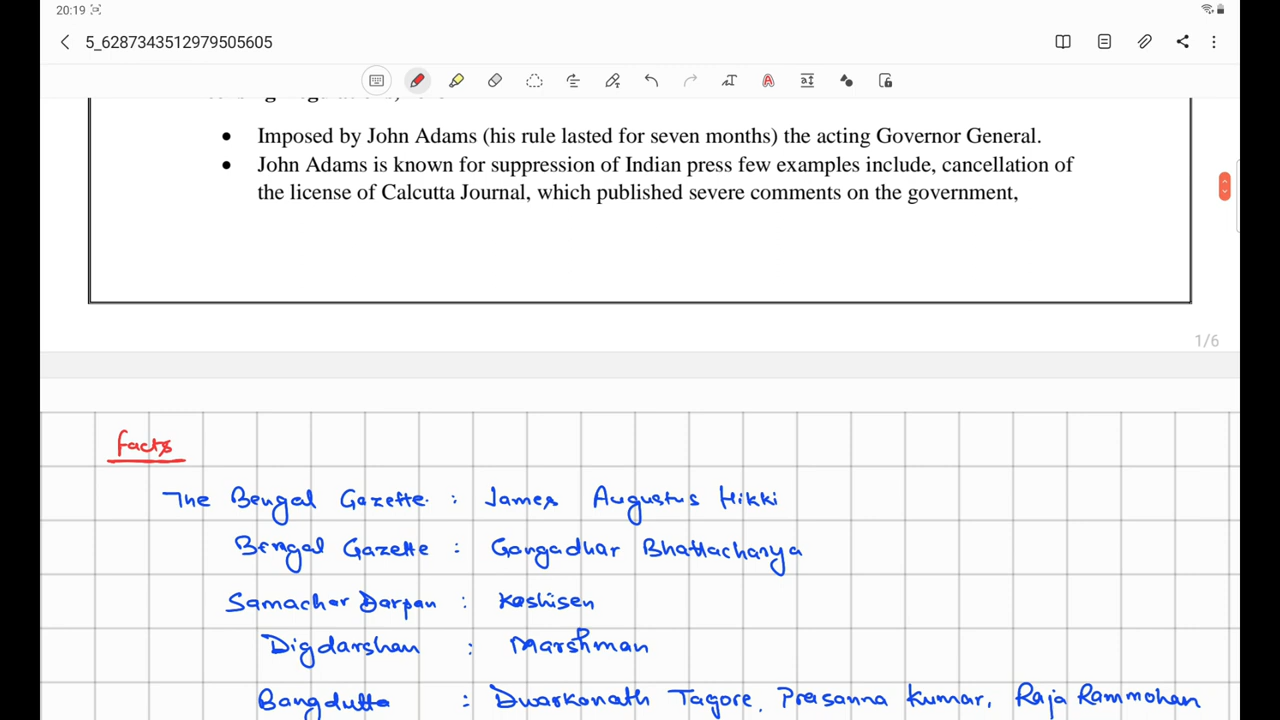 20:19
5_6287343512979505605
• Imposed by John Adams (his rule lasted for seven months) the acting Governor General.
• John Adams is known for suppression of Indian press few examples include, cancellation of
the license of Calcutta Journal, which published severe comments on the government,
1/6
facts
The Bengal Gazette : James Augustus Hikki
Bengal Gazette : Gangadhar Bhattacharya
Samachar Darpan : Kashisen
Digdarshan : Marshman
Bangdutta : Dwarkanath Tagore, Prasanna Kumar, Raja Rammohan